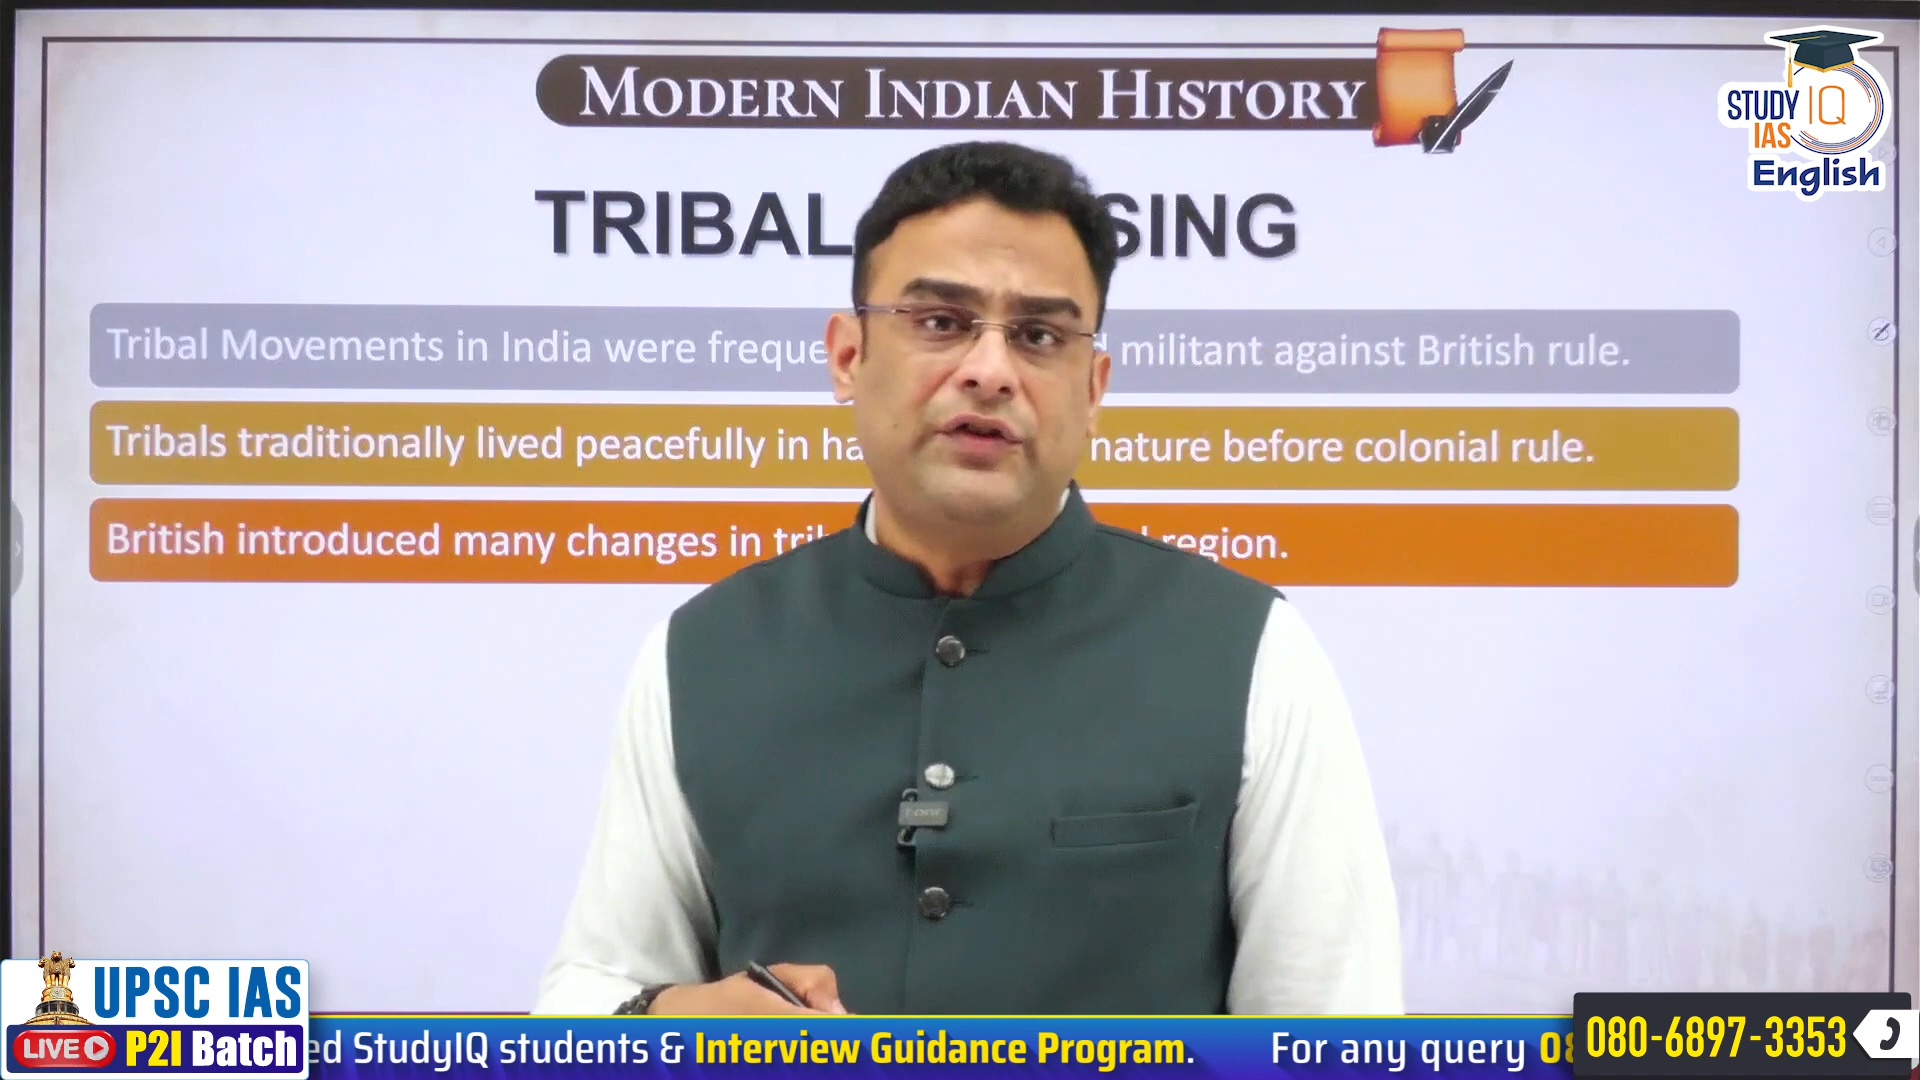 MODERN INDIAN HISTORY
STUDY IQ
IAS
English
TRIBAL SING
Tribal Movements in India were freque militant against British rule.
Tribals traditionally lived peacefully in ha nature before colonial rule.
British introduced many changes in region.
UPSC IAS
LIVE P2I Batch
ed StudyIQ students & Interview Guidance Program. For any query 08
080-6897-3353